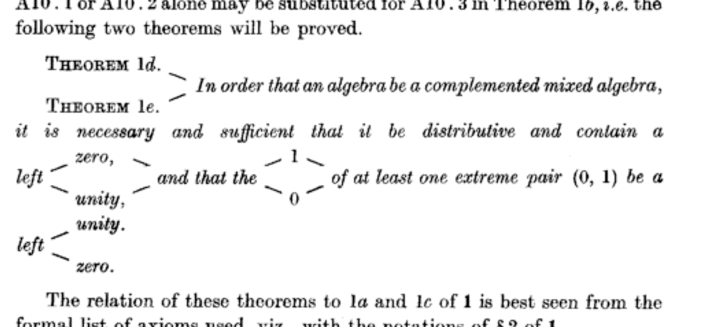 A10.1 or A10.2 alone may be substituted for A10.3 in Theorem 1b, i.e. the
following two theorems will be proved.
THEOREM 1d.
In order that an algebra be a complemented mixed algebra,
THEOREM 1e.
it is necessary and sufficient that it be distributive and contain a
zero, 1
left and that the of at least one extreme pair (0, 1) be a
unity, 0
unity.
left
zero.
The relation of these theorems to 1a and 1c of 1 is best seen from the
formal list of axioms used, viz., with the notations of § 2 of 1